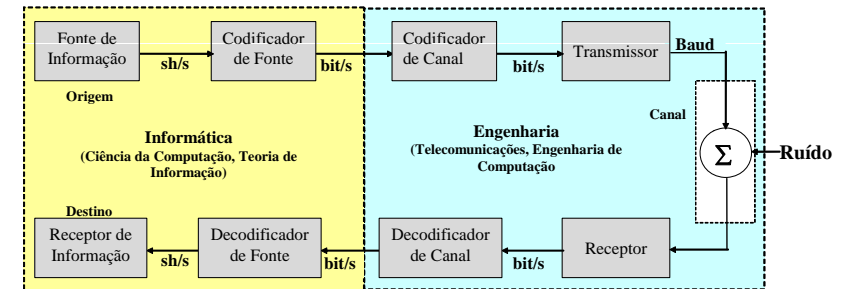 Fonte de
Informação
sh/s
Codificador
de Fonte
bit/s
Codificador
de Canal
bit/s
Transmissor
Baud
Origem
Canal
Informática
(Ciência da Computação, Teoria de
Informação)
Engenharia
(Telecomunicações, Engenharia de
Computação
Σ
Ruído
Destino
Receptor de
Informação
sh/s
Decodificador
de Fonte
bit/s
Decodificador
de Canal
bit/s
Receptor